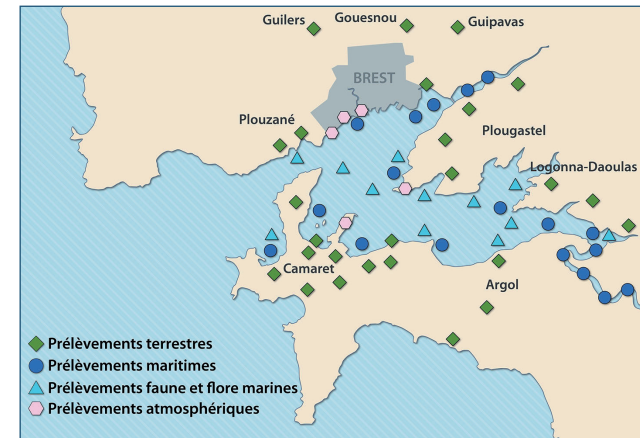 Guilers
Gouesnou
Guipavas
BREST
Plouzané
Plougastel
Logonna-Daoulas
Camaret
Argol
Prélèvements terrestres
Prélèvements maritimes
Prélèvements faune et flore marines
Prélèvements atmosphériques